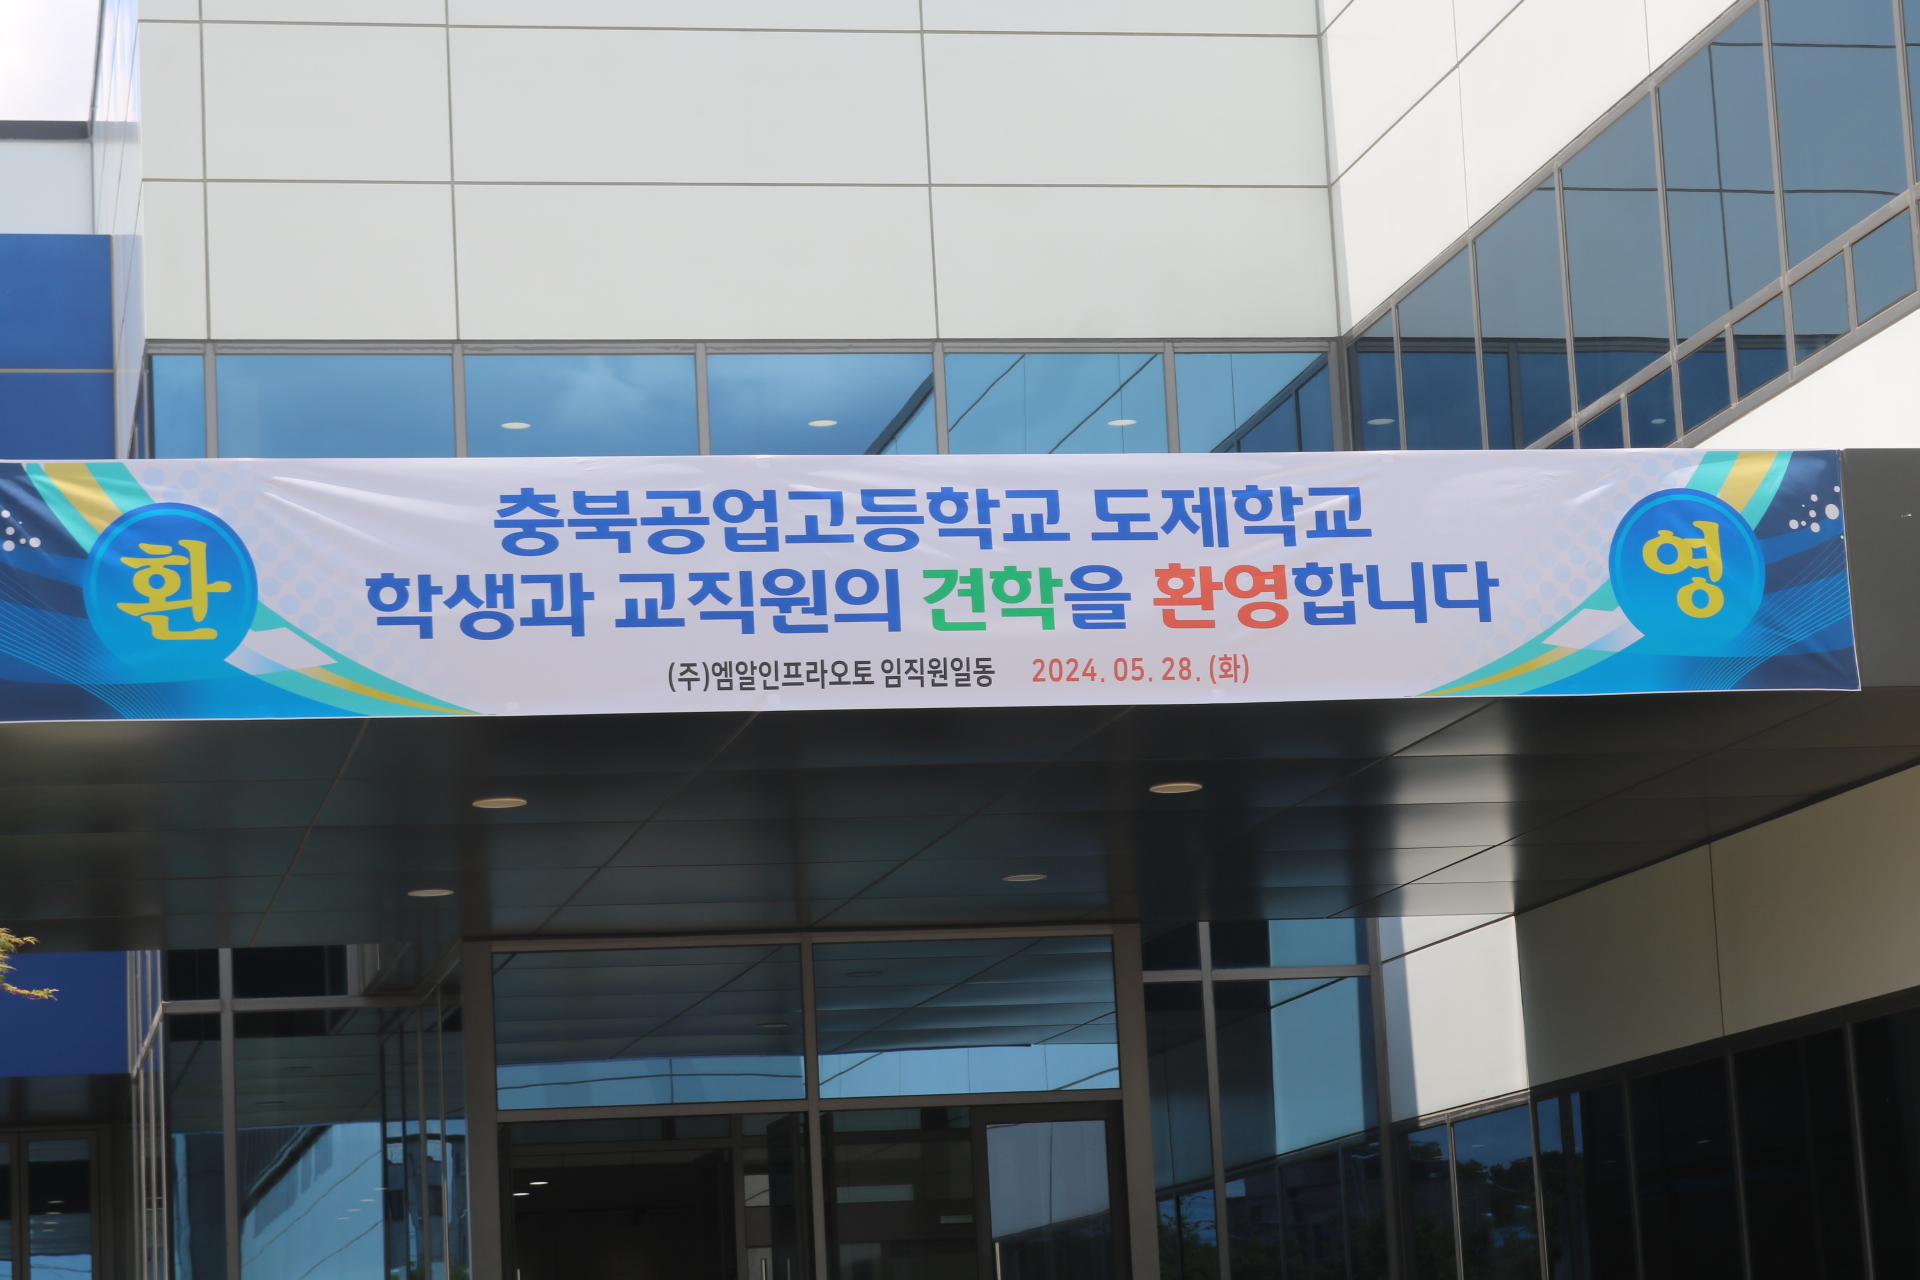 환
충북공업고등학교 도제학교
학생과 교직원의 견학을 환영합니다
(주)엠알인프라오토 임직원일동 2024. 05. 28. (화)
영